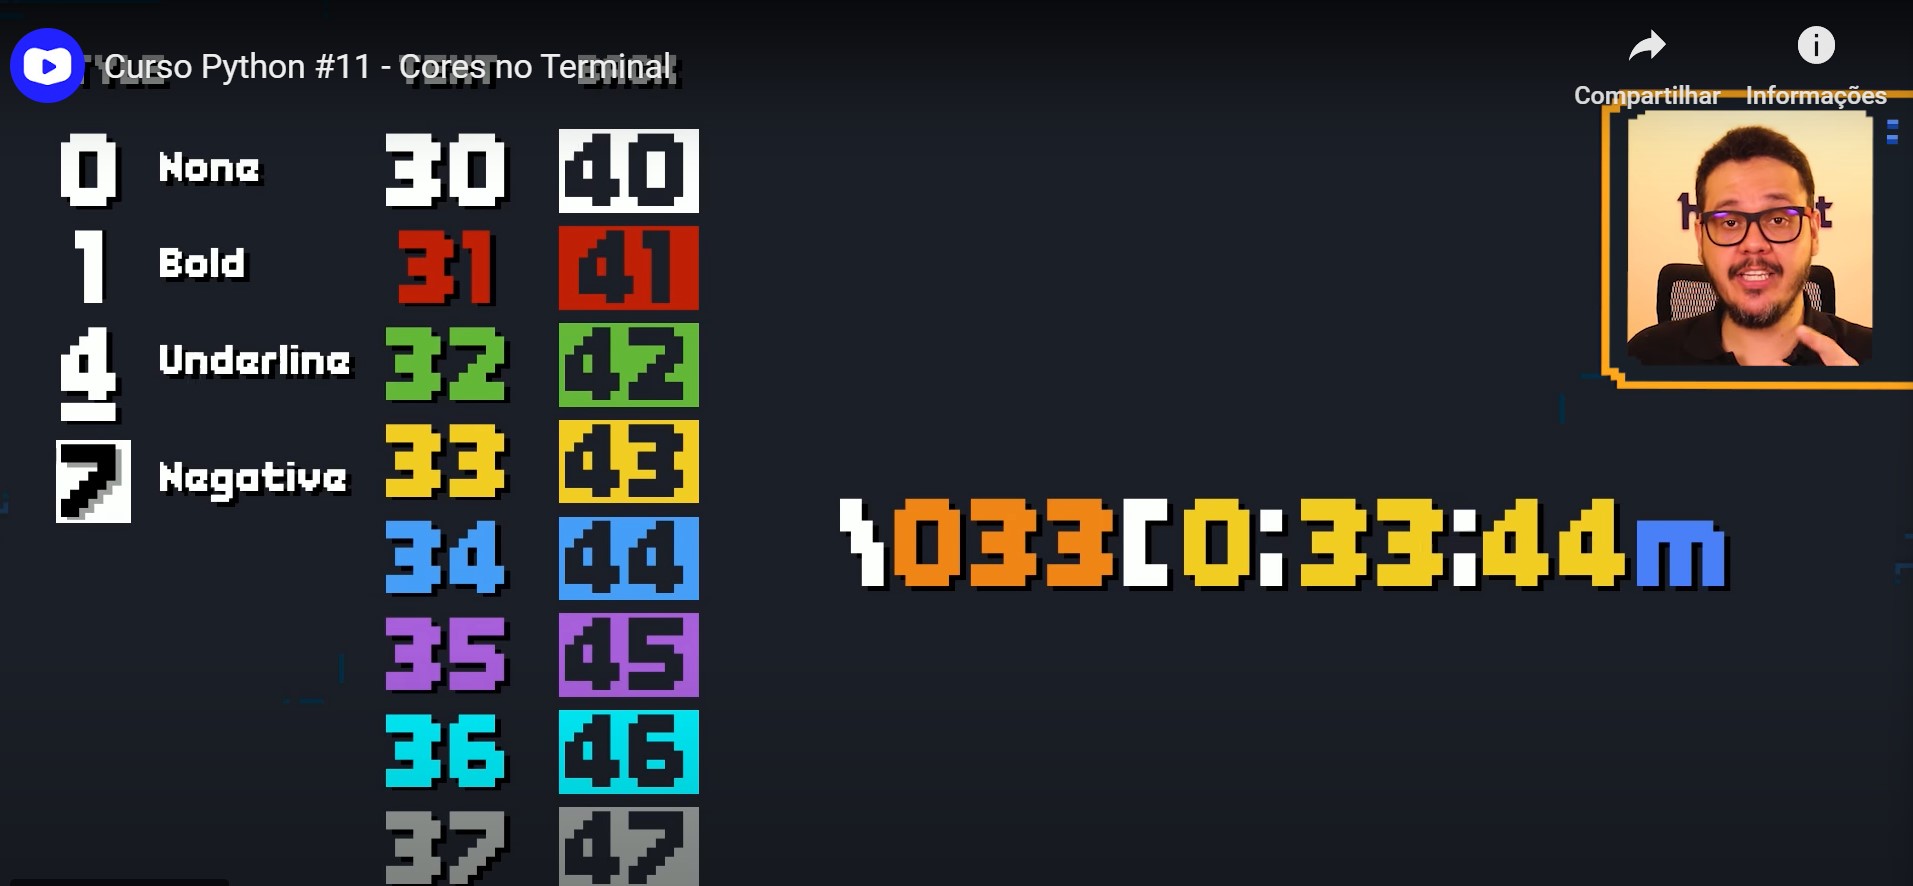 Curso Python #11 - Cores no Terminal
Compartilhar Informações
0 None 30 40
1 Bold 31 41
4 Underline 32 42
7 Negative 33 43
34 44
35 45
36 46
37 47
\033[0;33;44m